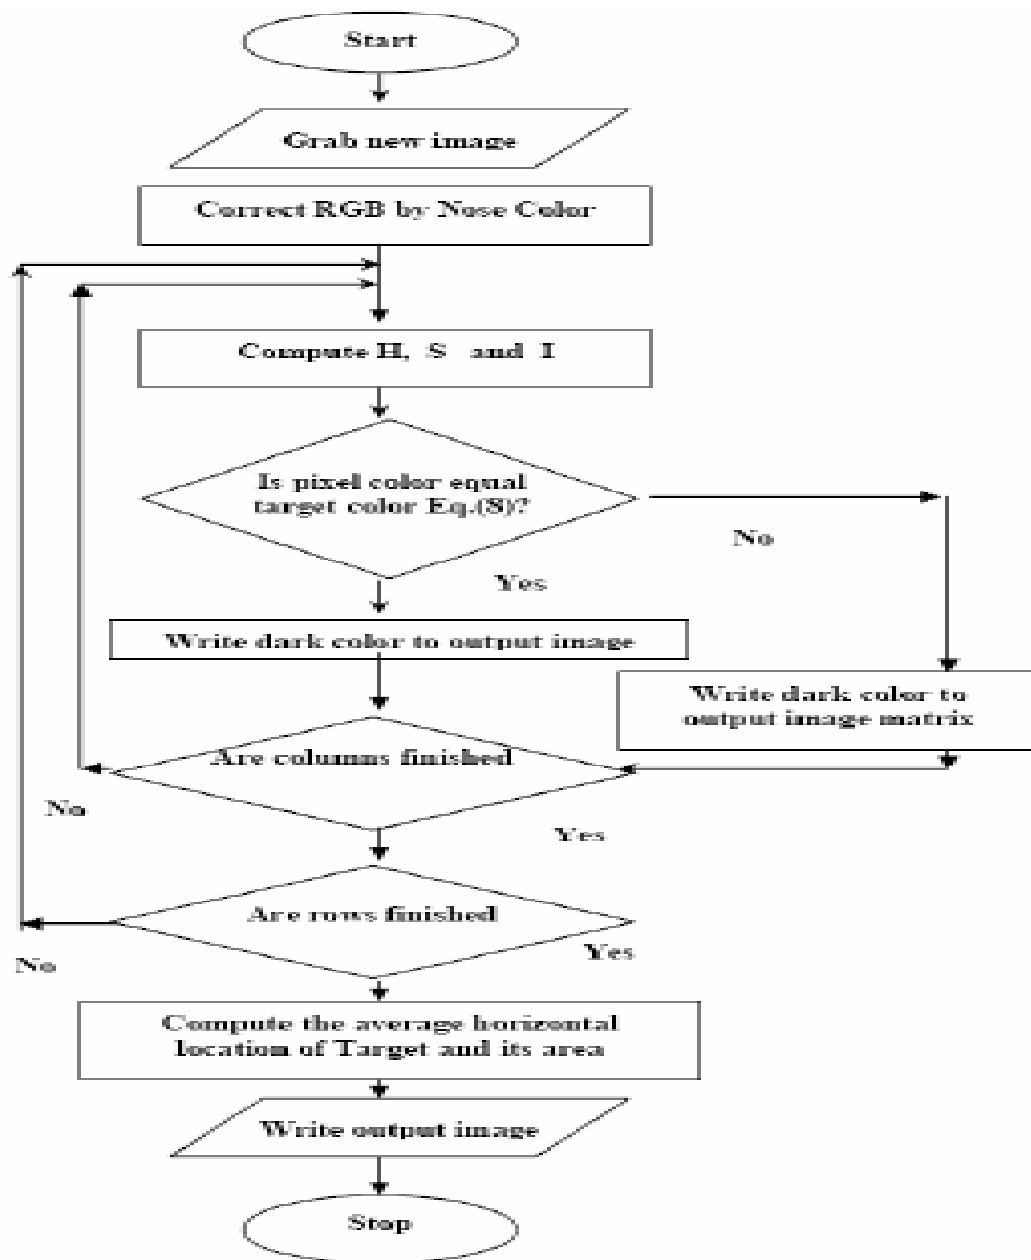 Start
Grab new image
Correct RGB by Nose Color
Compute H, S and I
Is pixel color equal
target color Eq.(8)?
No
Yes
Write dark color to output image
Write dark color to
output image matrix
Are columns finished
No
Yes
Are rows finished
Yes
No
Compute the average horizontal
location of Target and its area
Write output image
Stop